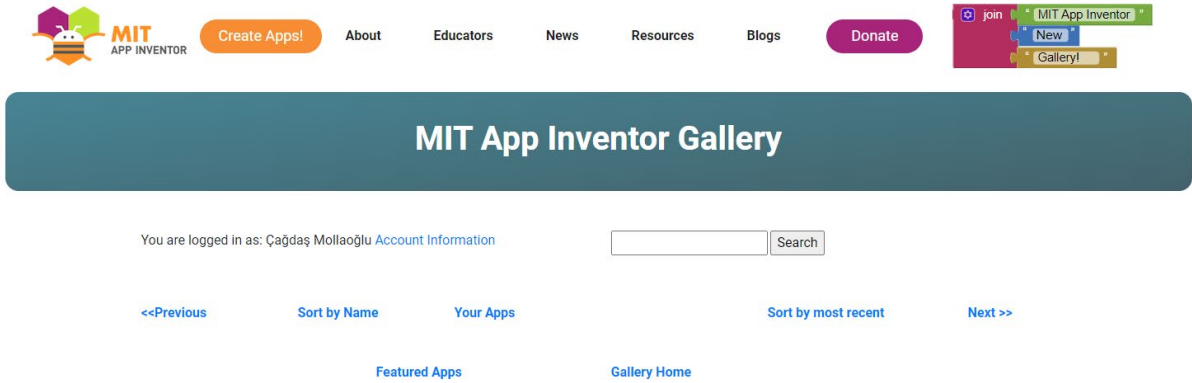 MIT
APP INVENTOR
Create Apps!
About
Educators
News
Resources
Blogs
Donate
join
" MIT App Inventor "
" New "
" Gallery! "
MIT App Inventor Gallery
You are logged in as: Çağdaş Mollaoğlu Account Information
Search
<<Previous
Sort by Name
Your Apps
Sort by most recent
Next >>
Featured Apps
Gallery Home